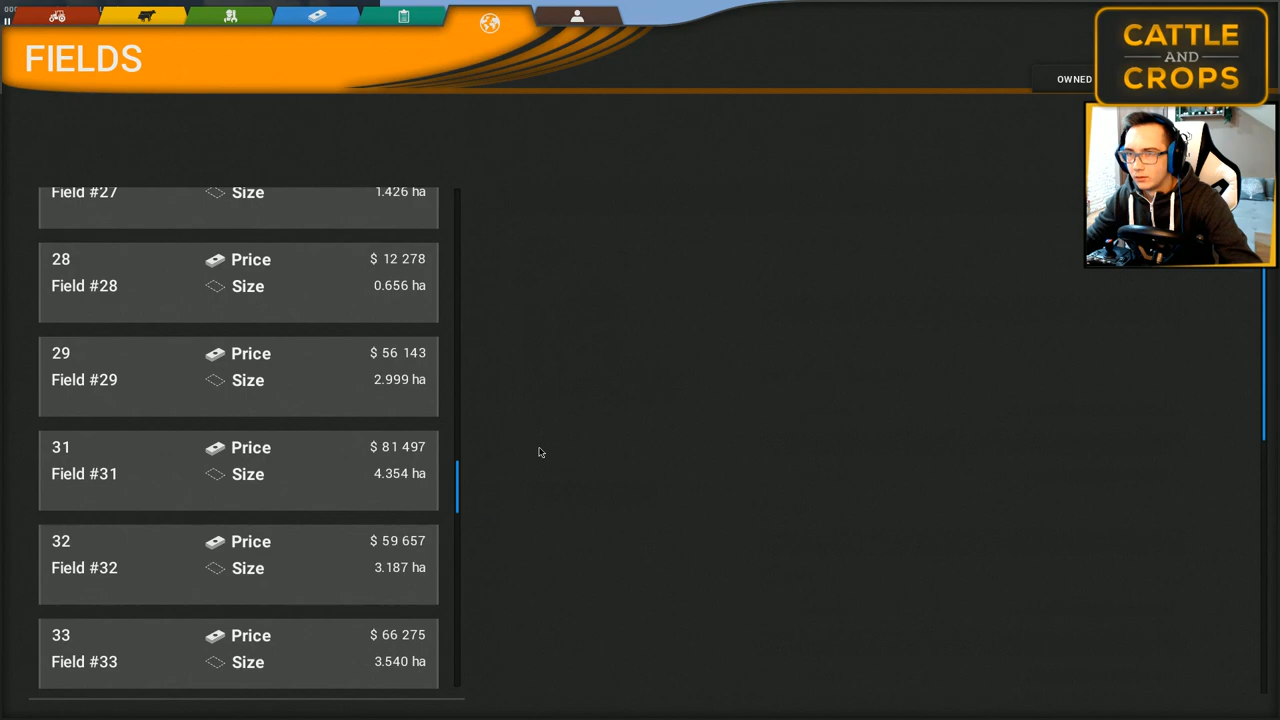 FIELDS
OWNED
CATTLE
AND
CROPS
Field #27 Size 1.426 ha
28 Price $ 12 278
Field #28 Size 0.656 ha
29 Price $ 56 143
Field #29 Size 2.999 ha
31 Price $ 81 497
Field #31 Size 4.354 ha
32 Price $ 59 657
Field #32 Size 3.187 ha
33 Price $ 66 275
Field #33 Size 3.540 ha